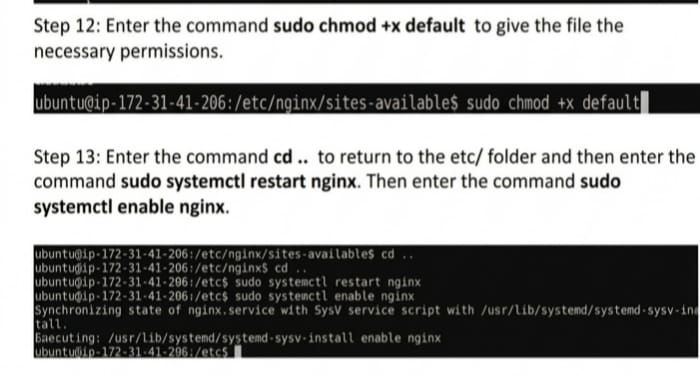 Step 12: Enter the command sudo chmod +x default to give the file the
necessary permissions.
ubuntu@ip-172-31-41-206:/etc/nginx/sites-available$ sudo chmod +x default
Step 13: Enter the command cd .. to return to the etc/ folder and then enter the
command sudo systemctl restart nginx. Then enter the command sudo
systemctl enable nginx.
ubuntu@ip-172-31-41-206:/etc/nginx/sites-available$ cd ..
ubuntu@ip-172-31-41-206:/etc/nginx$ cd ..
ubuntu@ip-172-31-41-206:/etc$ sudo systemctl restart nginx
ubuntu@ip-172-31-41-206:/etc$ sudo systemctl enable nginx
Synchronizing state of nginx.service with SysV service script with /usr/lib/systemd/systemd-sysv-ins
tall.
Eaecuting: /usr/lib/systemd/systemd-sysv-install enable nginx
ubuntu@ip-172-31-41-206:/etc$